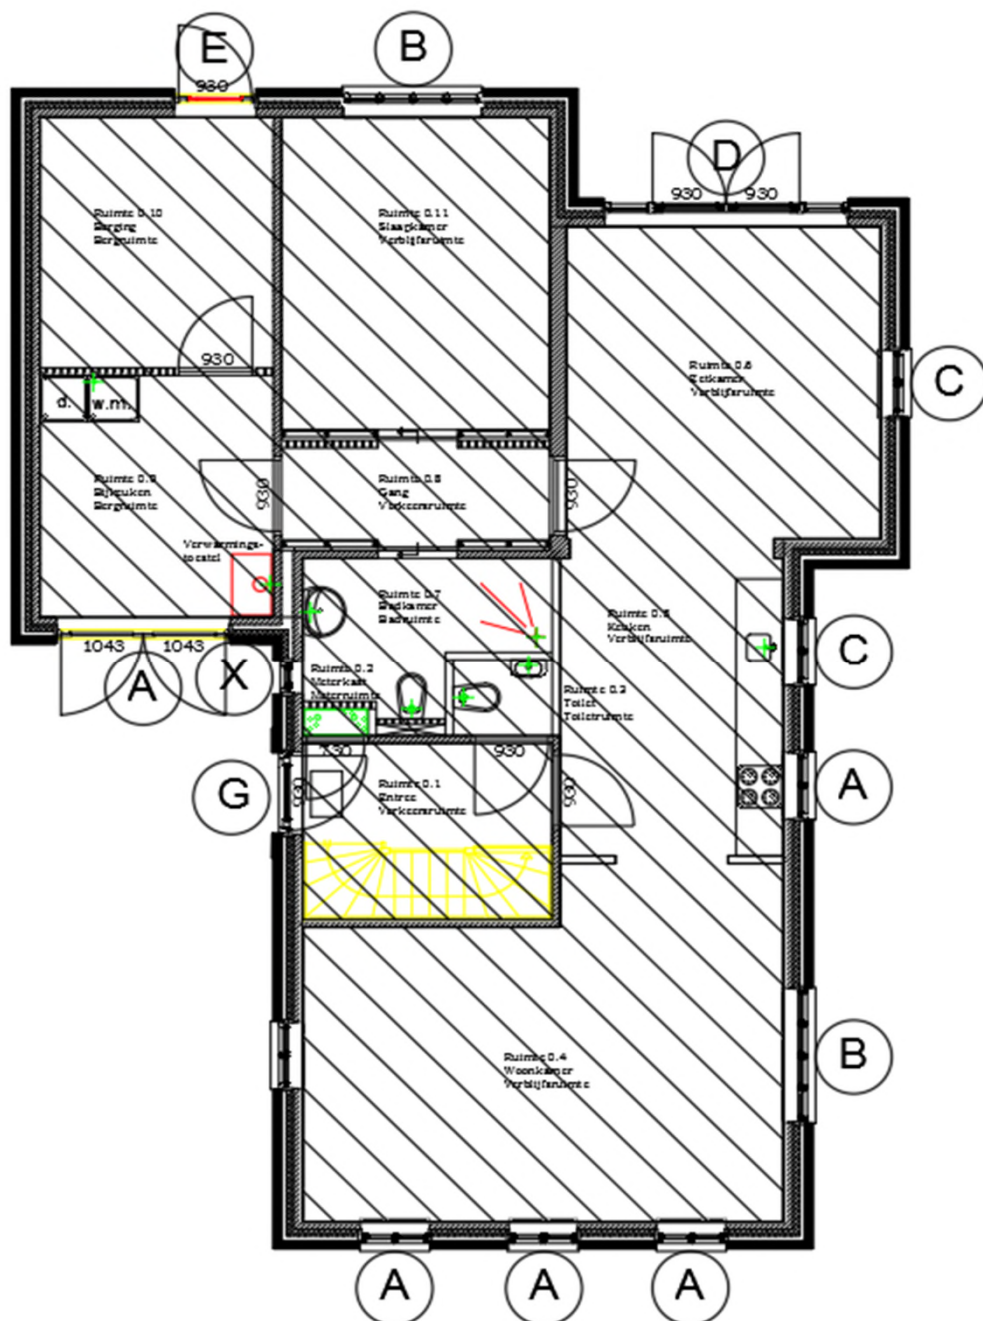 E
B
930
D
930 930
Ruimte 0.10
Berging
Bergruimte
Ruimte 0.11
Slaapkamer
Verblijfsruimte
930
Ruimte 0.6
Eetkamer
Verblijfsruimte
C
d. w.m.
Ruimte 0.9
Bijkeuken
Bergruimte
930
Ruimte 0.8
Gang
Verkeersruimte
930
Verwarmings-
toestel
Ruimte 0.7
Badkamer
Badruimte
Ruimte 0.5
Keuken
Verblijfsruimte
1043 1043
A
X
C
Ruimte 0.2
Meterkast
Meterruimte
Ruimte 0.3
Toilet
Toiletruimte
730
930
G
930
Ruimte 0.1
Entree
Verkeersruimte
930
A
Ruimte 0.4
Woonkamer
Verblijfsruimte
B
A
A
A